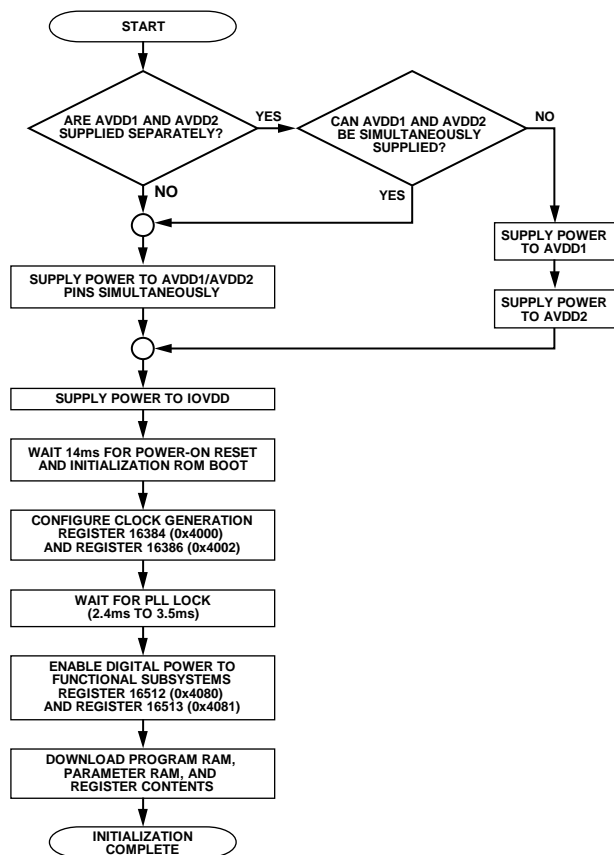 START
ARE AVDD1 AND AVDD2
SUPPLIED SEPARATELY?
YES
CAN AVDD1 AND AVDD2
BE SIMULTANEOUSLY
SUPPLIED?
NO
NO
YES
SUPPLY POWER
TO AVDD1
SUPPLY POWER TO AVDD1/AVDD2
PINS SIMULTANEOUSLY
SUPPLY POWER
TO AVDD2
SUPPLY POWER TO IOVDD
WAIT 14ms FOR POWER-ON RESET
AND INITIALIZATION ROM BOOT
CONFIGURE CLOCK GENERATION
REGISTER 16384 (0x4000)
AND REGISTER 16386 (0x4002)
WAIT FOR PLL LOCK
(2.4ms TO 3.5ms)
ENABLE DIGITAL POWER TO
FUNCTIONAL SUBSYSTEMS
REGISTER 16512 (0x4080)
AND REGISTER 16513 (0x4081)
DOWNLOAD PROGRAM RAM,
PARAMETER RAM, AND
REGISTER CONTENTS
INITIALIZATION
COMPLETE